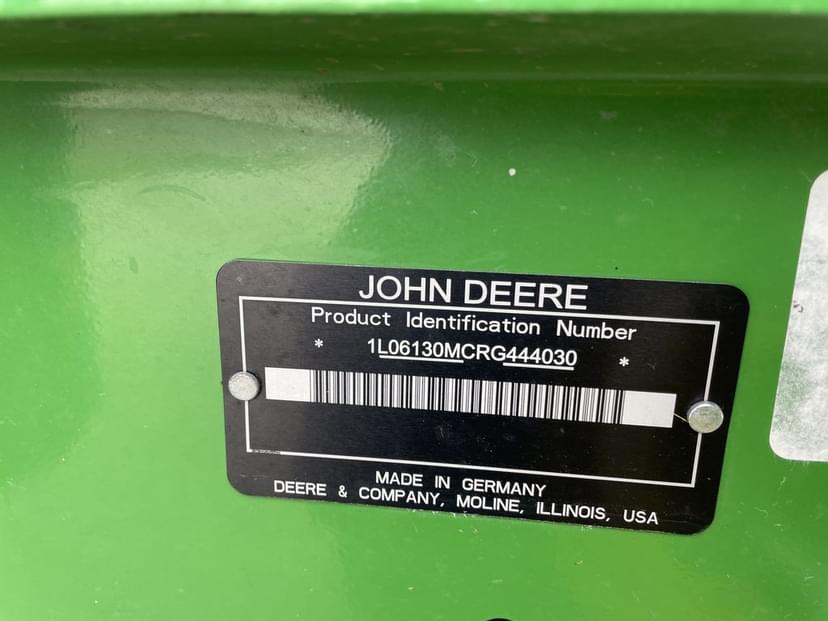 JOHN DEERE
Product Identification Number
* 1L06130MCRG444030 *
MADE IN GERMANY
DEERE & COMPANY, MOLINE, ILLINOIS, USA